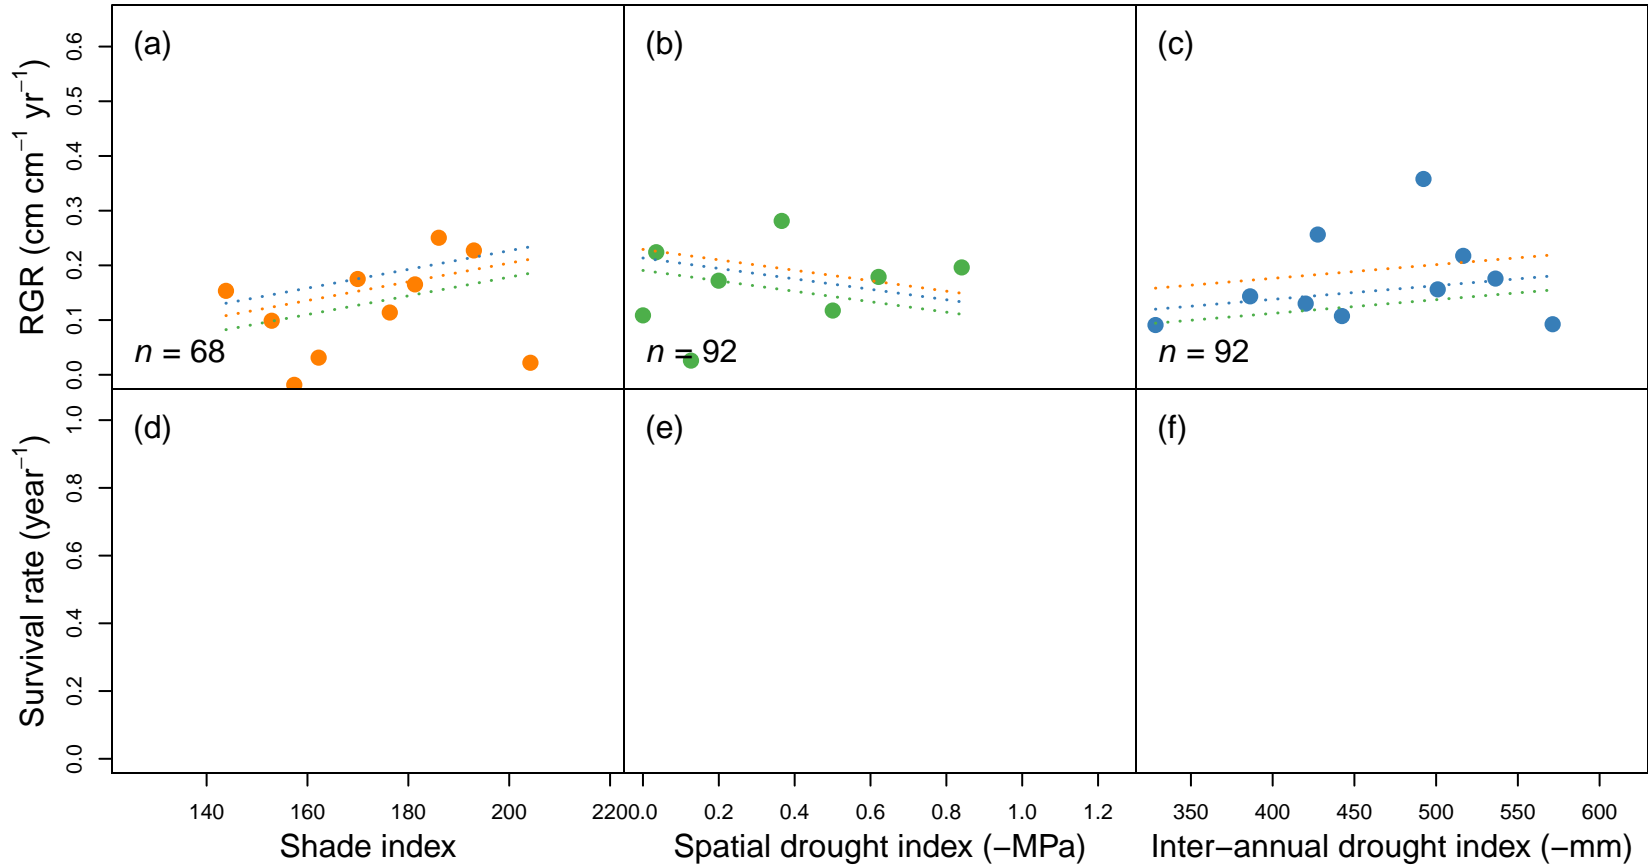 (a)
(b)
(c)
RGR (cm cm⁻¹ yr⁻¹)
0.0 0.1 0.2 0.3 0.4 0.5 0.6
n = 68
n = 92
n = 92
(d)
(e)
(f)
Survival rate (year⁻¹)
0.0 0.2 0.4 0.6 0.8 1.0
140 160 180 200 220
0.0 0.2 0.4 0.6 0.8 1.0 1.2
350 400 450 500 550 600
Shade index
Spatial drought index (−MPa)
Inter−annual drought index (−mm)